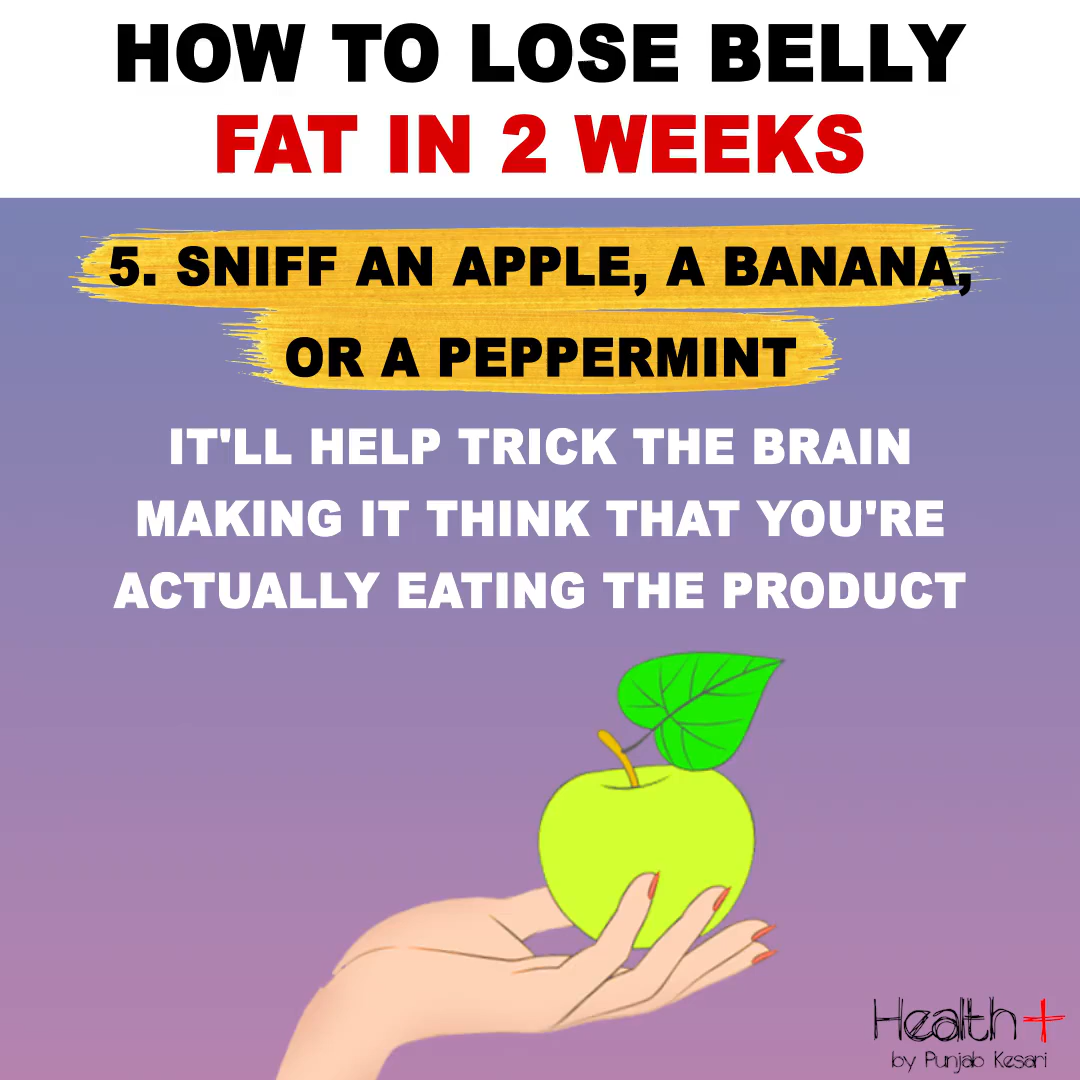 HOW TO LOSE BELLY
FAT IN 2 WEEKS
5. SNIFF AN APPLE, A BANANA,
OR A PEPPERMINT
IT'LL HELP TRICK THE BRAIN
MAKING IT THINK THAT YOU'RE
ACTUALLY EATING THE PRODUCT
Health+
by Punjab Kesari